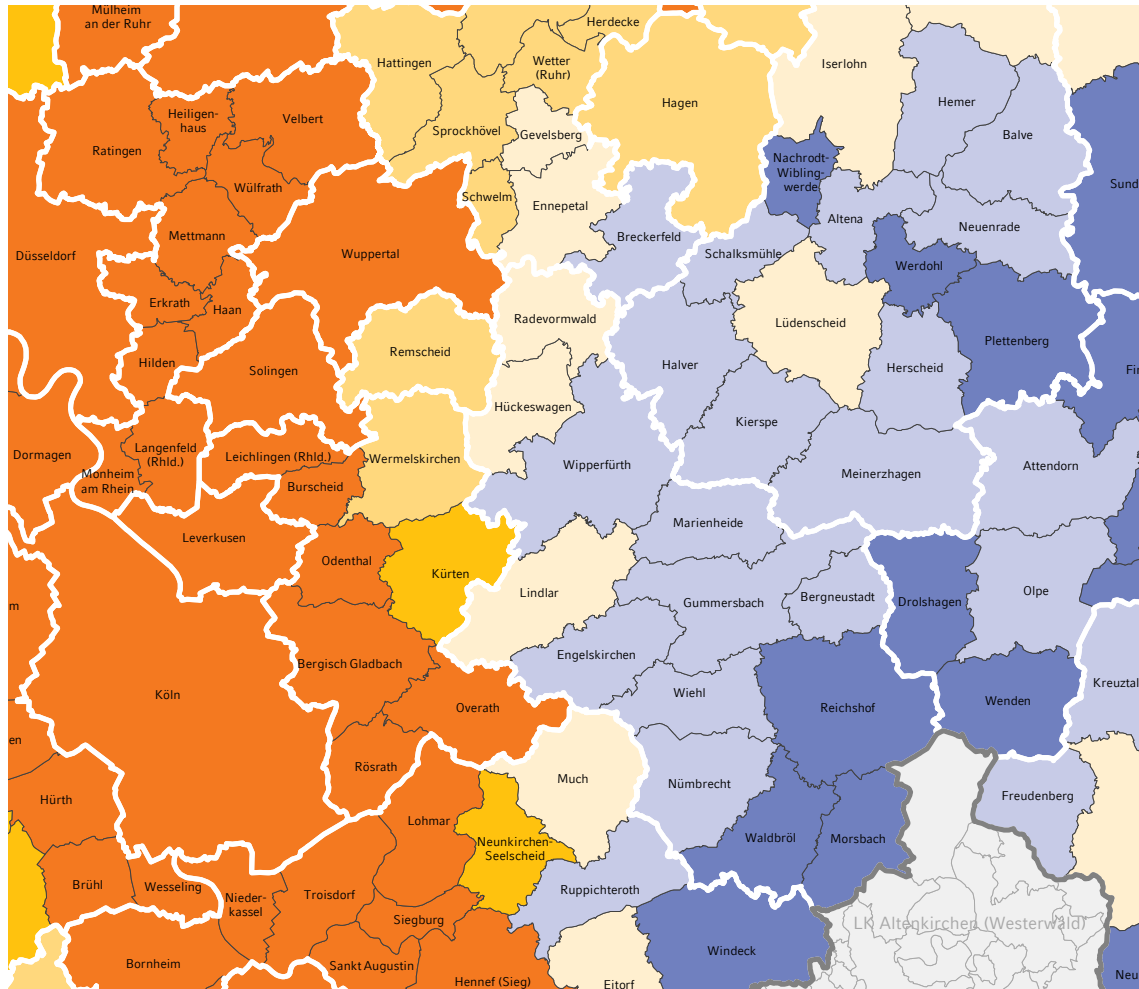 Mülheim
an der Ruhr
Herdecke
Hattingen
Wetter
(Ruhr)
Iserlohn
Hagen
Hemer
Heiligen-
haus
Velbert
Sprockhövel
Gevelsberg
Balve
Ratingen
Nachrodt-
Wibling-
werde
Sund
Wülfrath
Schwelm
Ennepetal
Altena
Mettmann
Breckerfeld
Neuenrade
Düsseldorf
Wuppertal
Schalksmühle
Werdohl
Erkrath
Haan
Radevormwald
Lüdenscheid
Plettenberg
Remscheid
Hilden
Solingen
Halver
Herscheid
Fin
Hückeswagen
Kierspe
Dormagen
Langenfeld
(Rhld.)
Leichlingen (Rhld.)
Wermelskirchen
Wipperfürth
Attendorn
Monheim
am Rhein
Burscheid
Meinerzhagen
Marienheide
Leverkusen
Odenthal
Kürten
Lindlar
Gummersbach
Bergneustadt
Drolshagen
Olpe
m
Engelskirchen
Bergisch Gladbach
Köln
Wiehl
Kreuztal
Overath
Reichshof
Wenden
en
Rösrath
Much
Nümbrecht
Hürth
Freudenberg
Lohmar
Neunkirchen-
Seelscheid
Waldbröl
Morsbach
Brühl
Wesseling
Nieder-
kassel
Troisdorf
Ruppichteroth
Siegburg
LK Altenkirchen (Westerwald)
Bornheim
Sankt Augustin
Windeck
Hennef (Sieg)
Eitorf
Neu